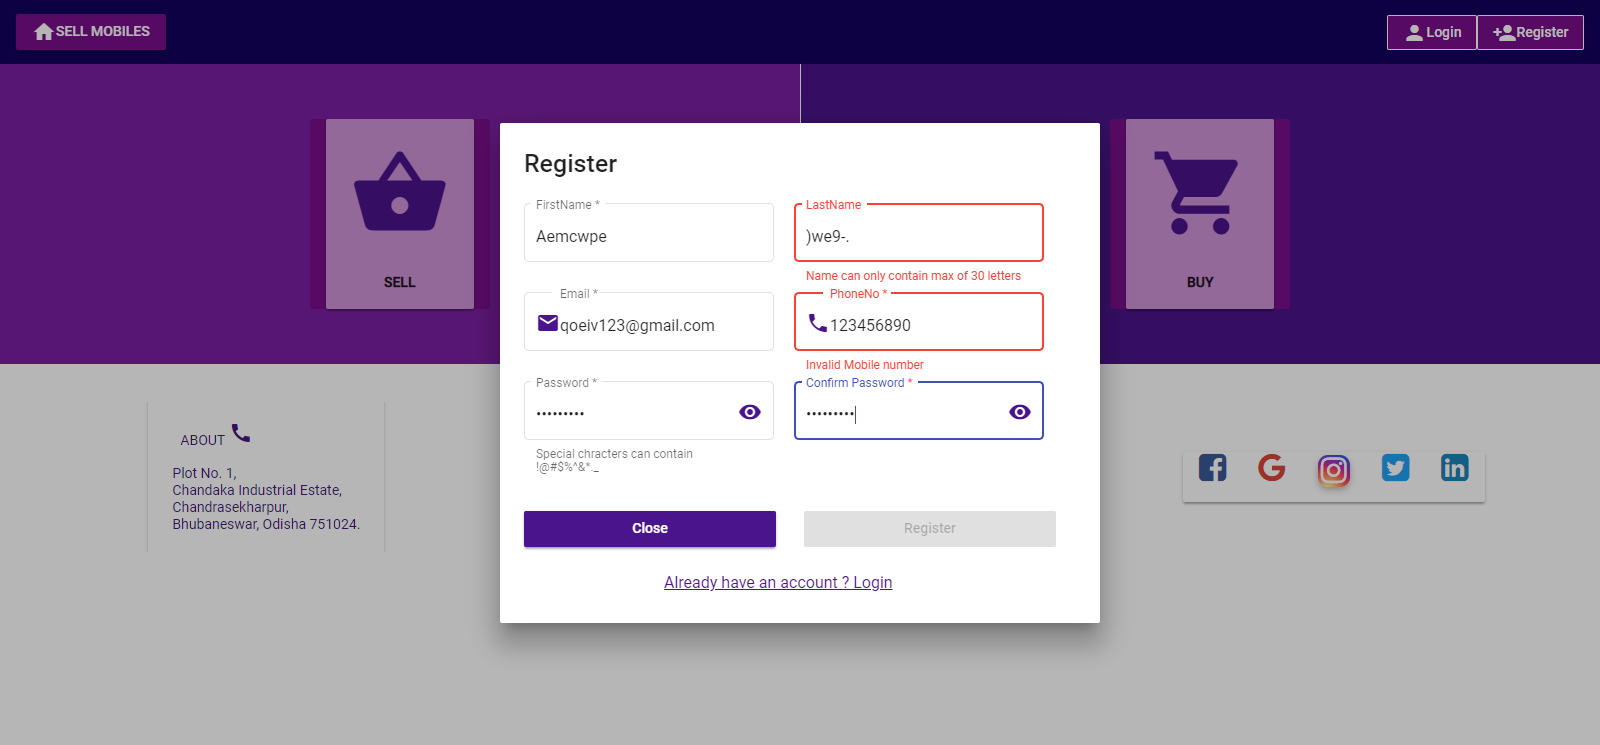 SELL MOBILES
Login
Register
SELL
BUY
Register
FirstName *
Aemcwpe
LastName
)we9-.
Name can only contain max of 30 letters
Email *
qoeiv123@gmail.com
PhoneNo *
123456890
Invalid Mobile number
Password *
•••••••••
Confirm Password *
•••••••••
Special chracters can contain
!@#$%^&*._
Close
Register
Already have an account ? Login
ABOUT
Plot No. 1,
Chandaka Industrial Estate,
Chandrasekharpur,
Bhubaneswar, Odisha 751024.